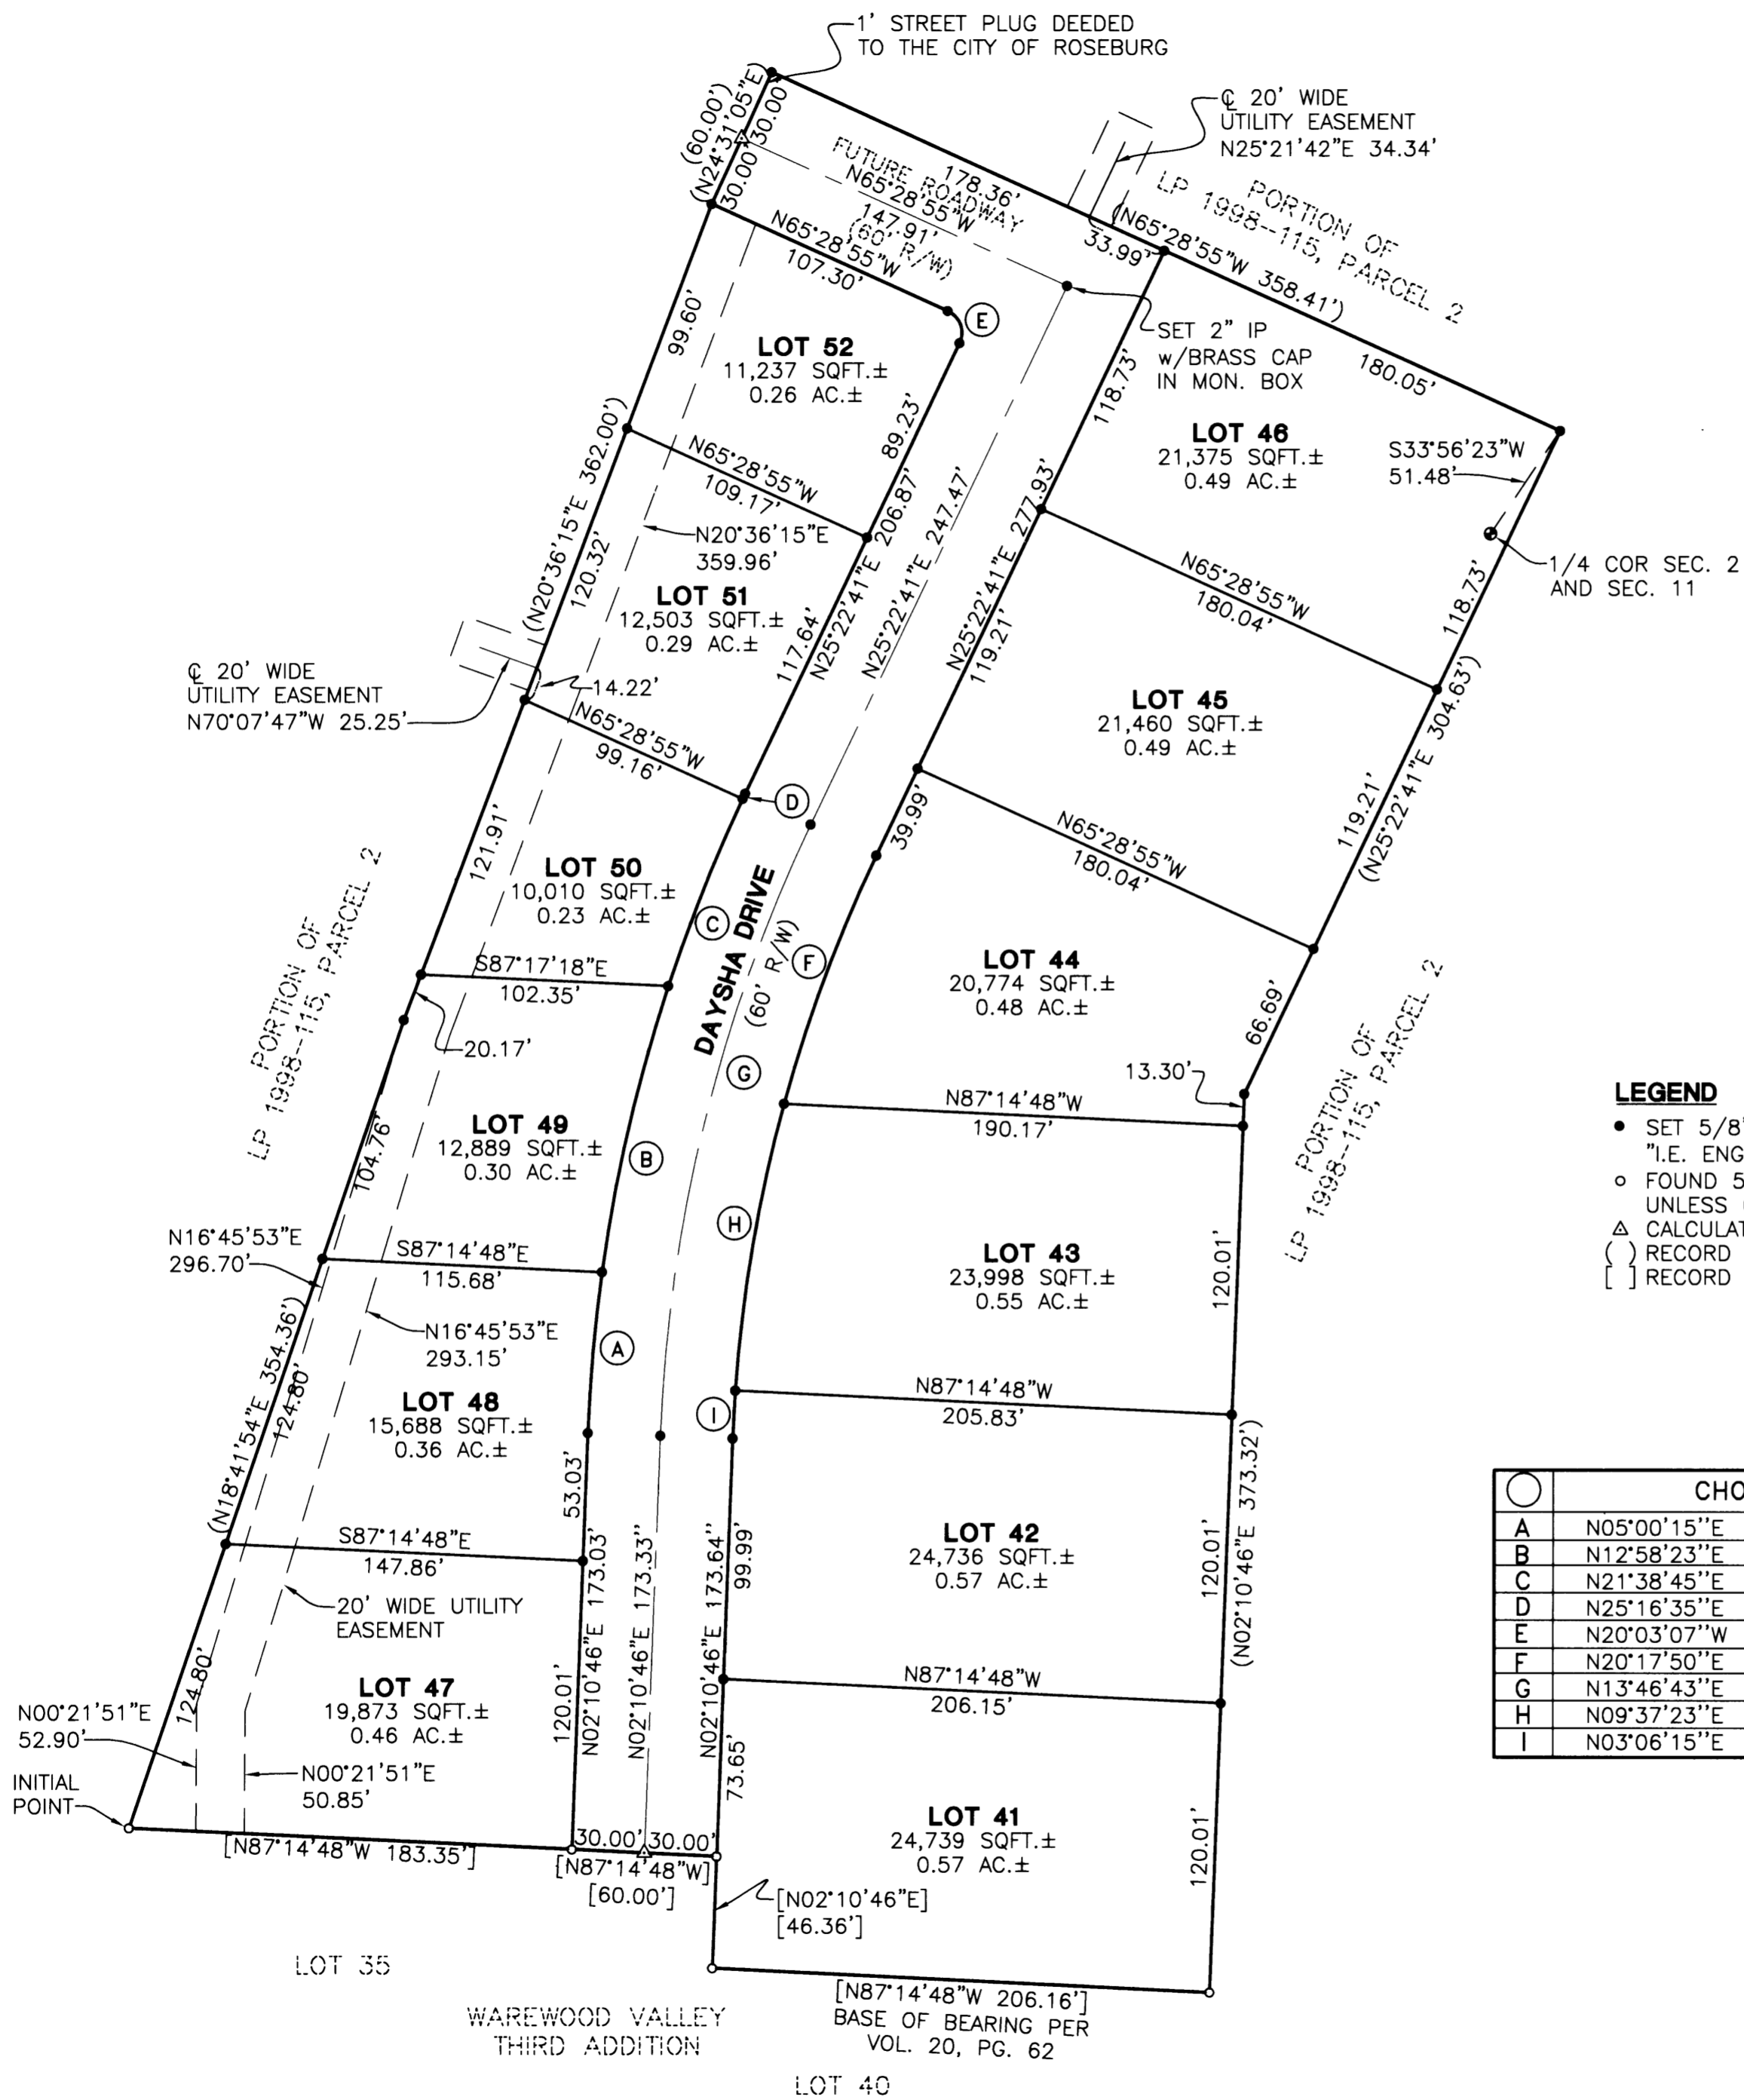 1' STREET PLUG DEEDED
TO THE CITY OF ROSEBURG
(60.00')
(N24°31'05"E)
30.00'
30.00'
℄ 20' WIDE
UTILITY EASEMENT
N25°21'42"E 34.34'
FUTURE ROADWAY
N65°28'55"W
147.91'
(60' R/W)
178.36'
33.99'
(N65°28'55"W 358.41')
PORTION OF
LP 1998--115, PARCEL 2
180.05'
N65°28'55"W
107.30'
E
SET 2" IP
w/BRASS CAP
IN MON. BOX
99.60'
LOT 52
11,237 SQFT.±
0.26 AC.±
89.23'
118.73'
LOT 46
21,375 SQFT.±
0.49 AC.±
S33°56'23"W
51.48'
1/4 COR SEC. 2
AND SEC. 11
118.73'
(N20°36'15"E 362.00')
N65°28'55"W
109.17'
N20°36'15"E
359.96'
120.32'
LOT 51
12,503 SQFT.±
0.29 AC.±
117.64'
N25°22'41"E 206.87'
N25°22'41"E 247.47'
N25°22'41"E 277.93'
119.21'
N65°28'55"W
180.04'
LOT 45
21,460 SQFT.±
0.49 AC.±
119.21'
(N25°22'41"E 304.63')
℄ 20' WIDE
UTILITY EASEMENT
N70°07'47"W 25.25'
14.22'
N65°28'55"W
99.16'
D
39.99'
N65°28'55"W
180.04'
121.91'
LOT 50
10,010 SQFT.±
0.23 AC.±
C
DAYSHA DRIVE
(60' R/W)
F
LOT 44
20,774 SQFT.±
0.48 AC.±
66.69'
13.30'
PORTION OF
LP 1998--115, PARCEL 2
S87°17'18"E
102.35'
20.17'
G
N87°14'48"W
190.17'
PORTION OF
LP 1998--115, PARCEL 2
104.76'
LOT 49
12,889 SQFT.±
0.30 AC.±
B
H
LOT 43
23,998 SQFT.±
0.55 AC.±
120.01'
LEGEND
SET 5/8"
"I.E. ENG
FOUND 5
UNLESS
CALCULAT
( ) RECORD
[ ] RECORD
N16°45'53"E
296.70'
S87°14'48"E
115.68'
N16°45'53"E
293.15'
A
LOT 48
15,688 SQFT.±
0.36 AC.±
(N18°41'54"E 354.36')
124.80'
53.03'
I
N87°14'48"W
205.83'
(N02°10'46"E 373.32')
LOT 42
24,736 SQFT.±
0.57 AC.±
99.99'
120.01'
S87°14'48"E
147.86'
20' WIDE UTILITY
EASEMENT
N02°10'46"E 173.03'
N02°10'46"E 173.33"
N02°10'46"E 173.64"
N87°14'48"W
206.15'
CHO
A N05°00'15"E
B N12°58'23"E
C N21°38'45"E
D N25°16'35"E
E N20°03'07"W
F N20°17'50"E
G N13°46'43"E
H N09°37'23"E
I N03°06'15"E
124.80'
LOT 47
19,873 SQFT.±
0.46 AC.±
120.01'
73.65'
N00°21'51"E
52.90'
N00°21'51"E
50.85'
INITIAL
POINT
LOT 41
24,739 SQFT.±
0.57 AC.±
120.01'
[N87°14'48"W 183.35']
30.00' 30.00'
[N87°14'48"W]
[60.00']
[N02°10'46"E]
[46.36']
LOT 35
[N87°14'48"W 206.16']
BASE OF BEARING PER
VOL. 20, PG. 62
WAREWOOD VALLEY
THIRD ADDITION
LOT 40